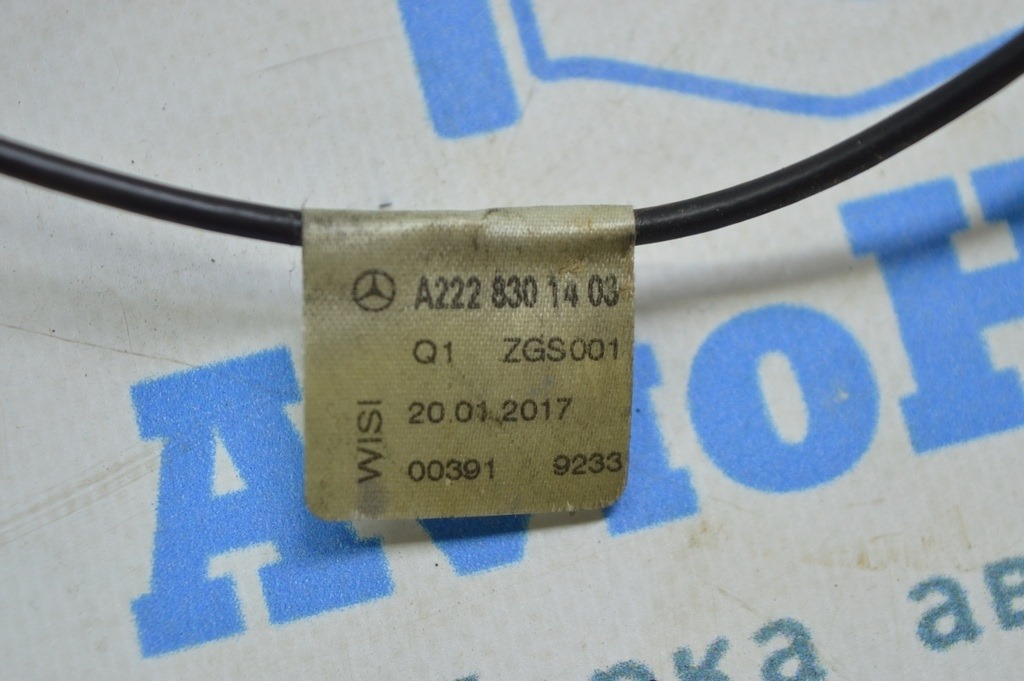 A222 830 14 03
Q1 ZGS001
WISI
20.01.2017
00391 9233